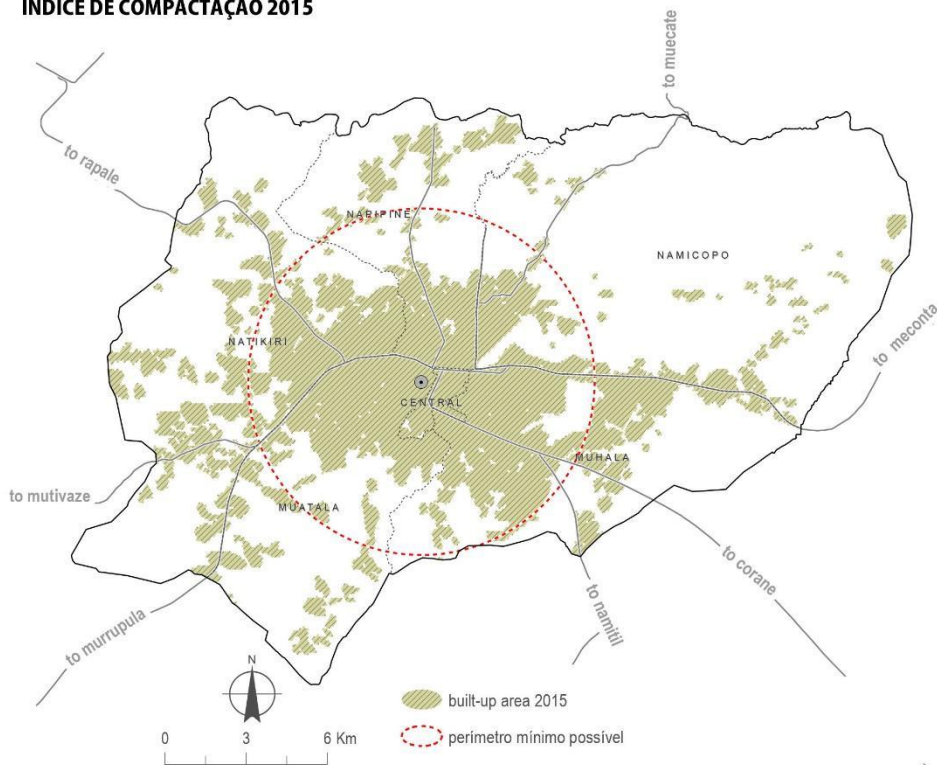 ÍNDICE DE COMPACTAÇÃO 2015
to muecate
to rapale
NARIPINE
NAMICOPO
NATIKIRI
to meconta
CENTRAL
MUHALA
to mutivaze
MUATALA
to corane
to namitil
to murrupula
N
built-up area 2015
0 3 6 Km
perímetro mínimo possível